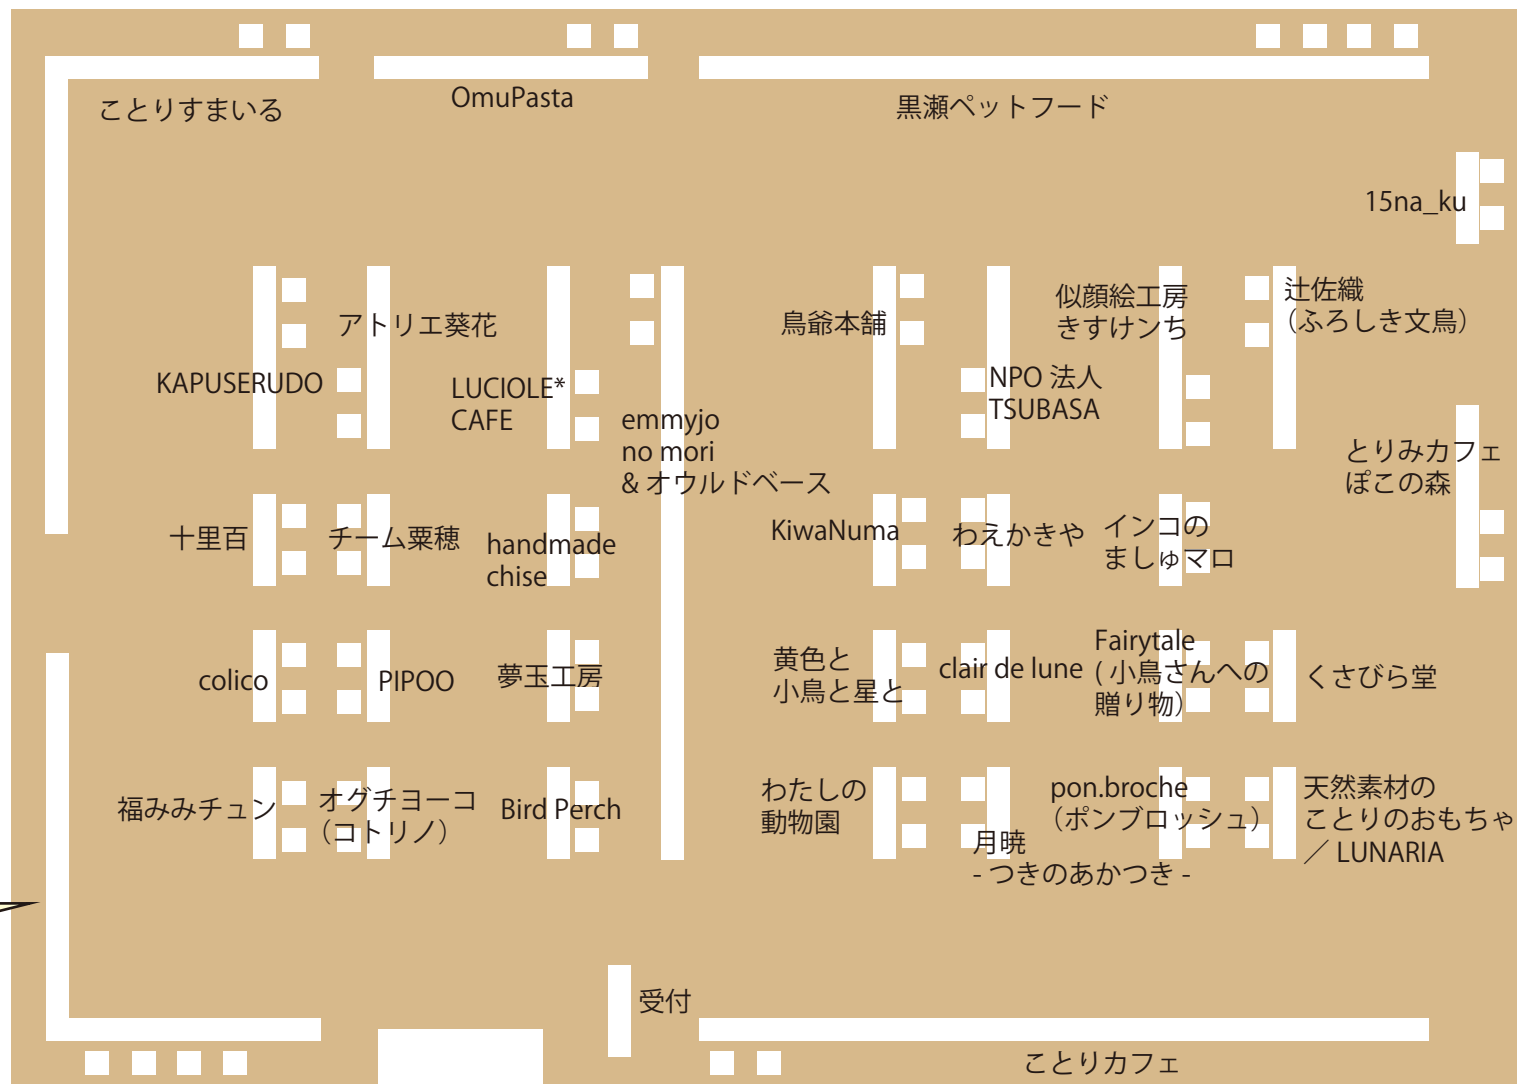 ことりすまいる
OmuPasta
黒瀬ペットフード
15na_ku
アトリエ葵花
KAPUSERUDO
LUCIOLE*
CAFE
emmyjo
no mori
& オウルドベース
鳥爺本舗
NPO 法人
TSUBASA
似顔絵工房
きすけンち
辻佐織
（ふろしき文鳥）
とりみカフェ
ぽこの森
十里百
チーム粟穂
handmade
chise
KiwaNuma
わえかきや
インコの
ましゅマロ
colico
PIPOO
夢玉工房
黄色と
小鳥と星と
clair de lune
Fairytale
( 小鳥さんへの
贈り物）
くさびら堂
福みみチュン
オグチヨーコ
（コトリノ）
Bird Perch
わたしの
動物園
月暁
- つきのあかつき -
pon.broche
（ポンブロッシュ）
天然素材の
ことりのおもちゃ
／ LUNARIA
受付
ことりカフェ